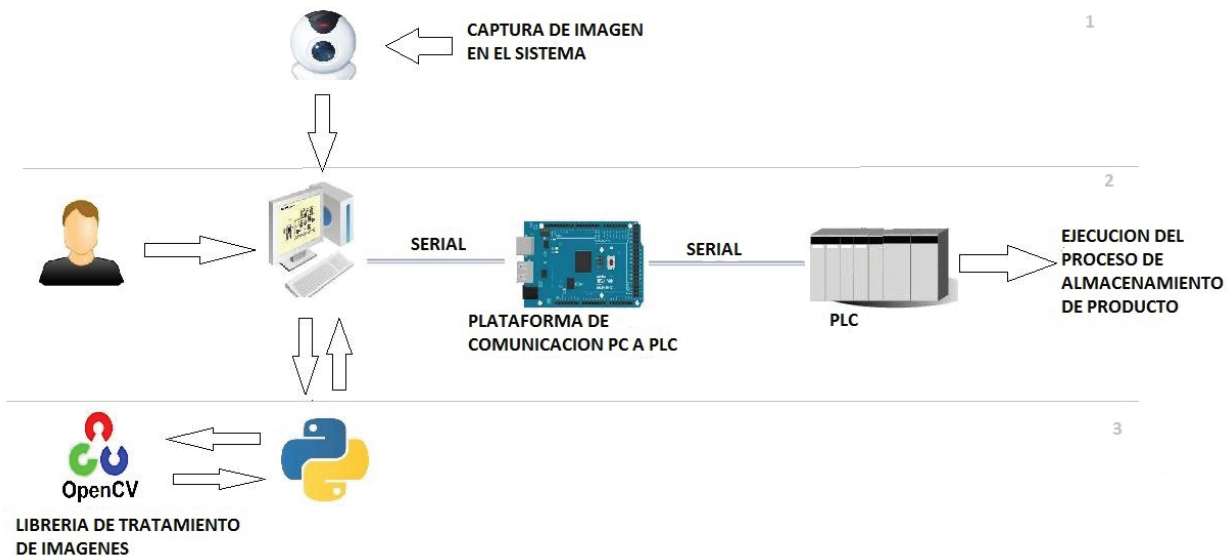 CAPTURA DE IMAGEN
EN EL SISTEMA
1
2
SERIAL
SERIAL
EJECUCION DEL
PROCESO DE
ALMACENAMIENTO
DE PRODUCTO
PLATAFORMA DE
COMUNICACION PC A PLC
PLC
3
OpenCV
LIBRERIA DE TRATAMIENTO
DE IMAGENES